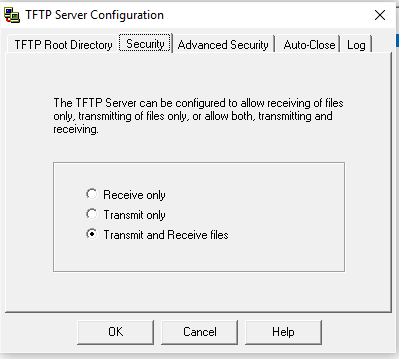 TFTP Server Configuration
TFTP Root Directory Security Advanced Security Auto-Close Log
The TFTP Server can be configured to allow receiving of files
only, transmitting of files only, or allow both, transmitting and
receiving.
Receive only
Transmit only
Transmit and Receive files
OK Cancel Help